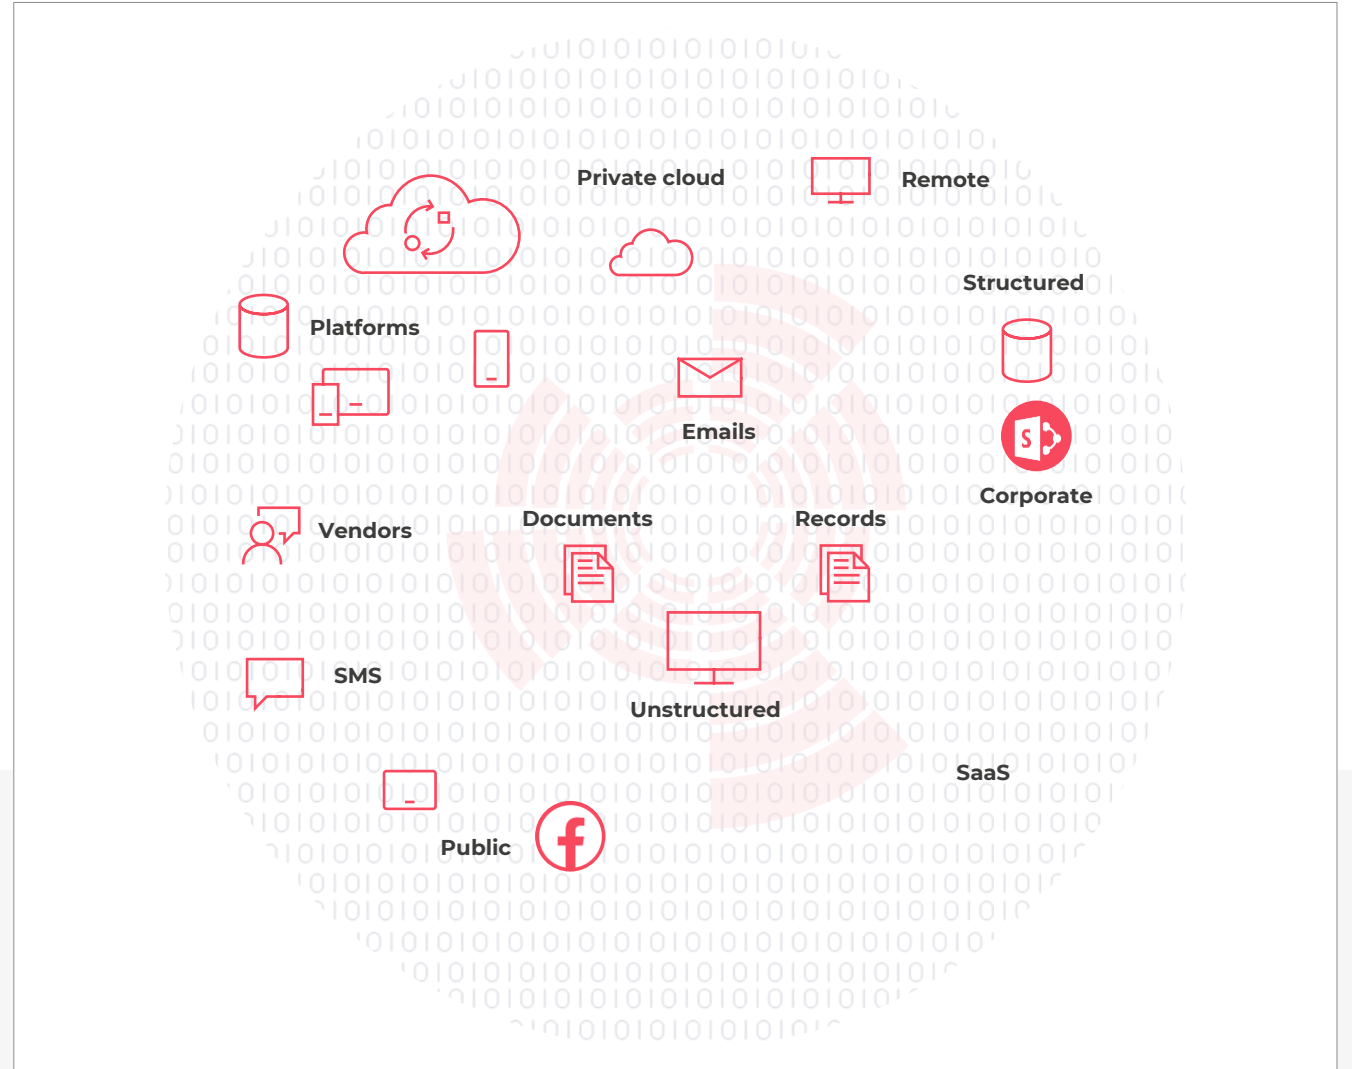 Private cloud
Remote
Structured
Platforms
Emails
Corporate
Documents
Records
Vendors
SMS
Unstructured
SaaS
Public